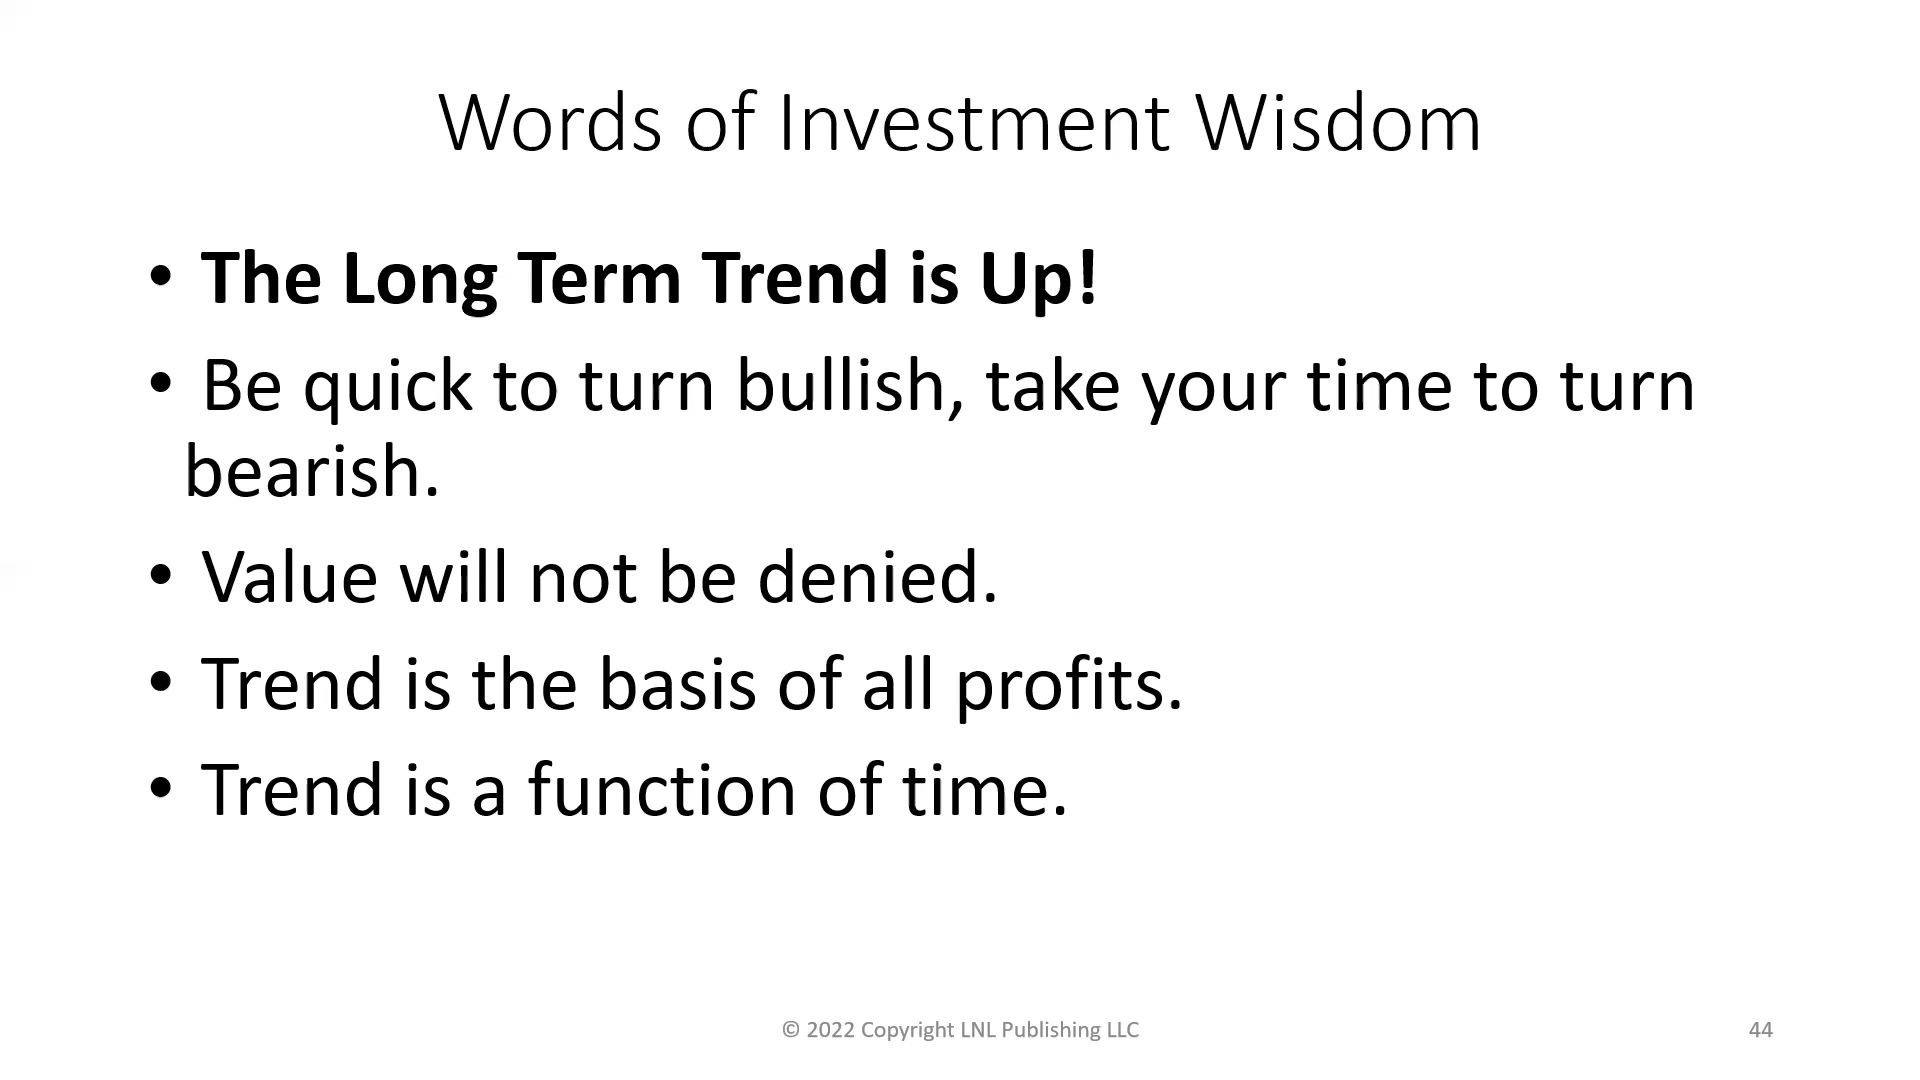 Words of Investment Wisdom
• The Long Term Trend is Up!
• Be quick to turn bullish, take your time to turn
bearish.
• Value will not be denied.
• Trend is the basis of all profits.
• Trend is a function of time.
© 2022 Copyright LNL Publishing LLC
44